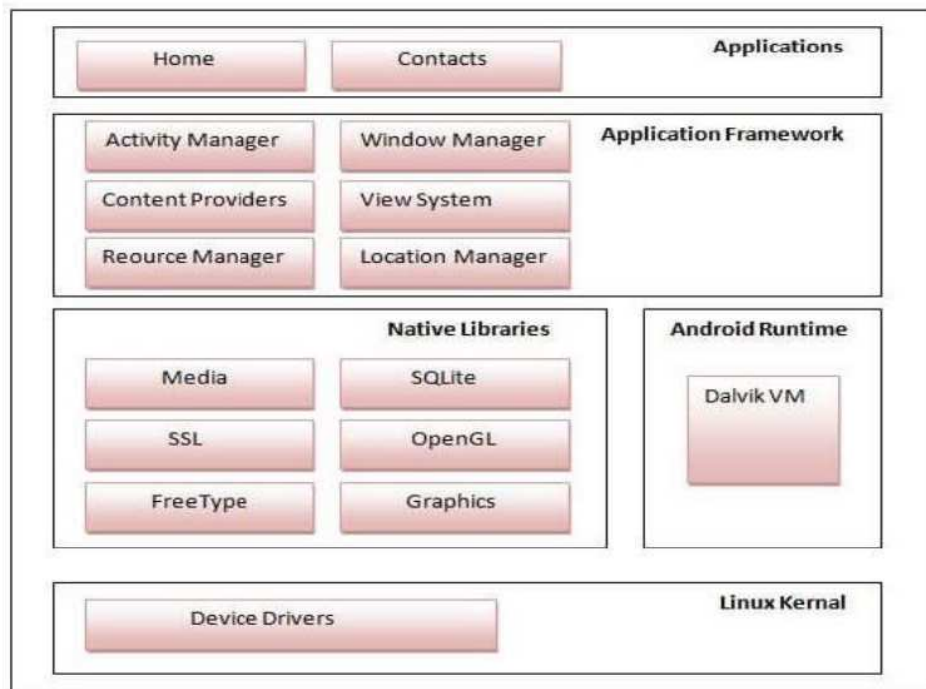 Applications
Home
Contacts
Application Framework
Activity Manager
Window Manager
Content Providers
View System
Reource Manager
Location Manager
Native Libraries
Media
SQLite
SSL
OpenGL
FreeType
Graphics
Android Runtime
Dalvik VM
Linux Kernal
Device Drivers